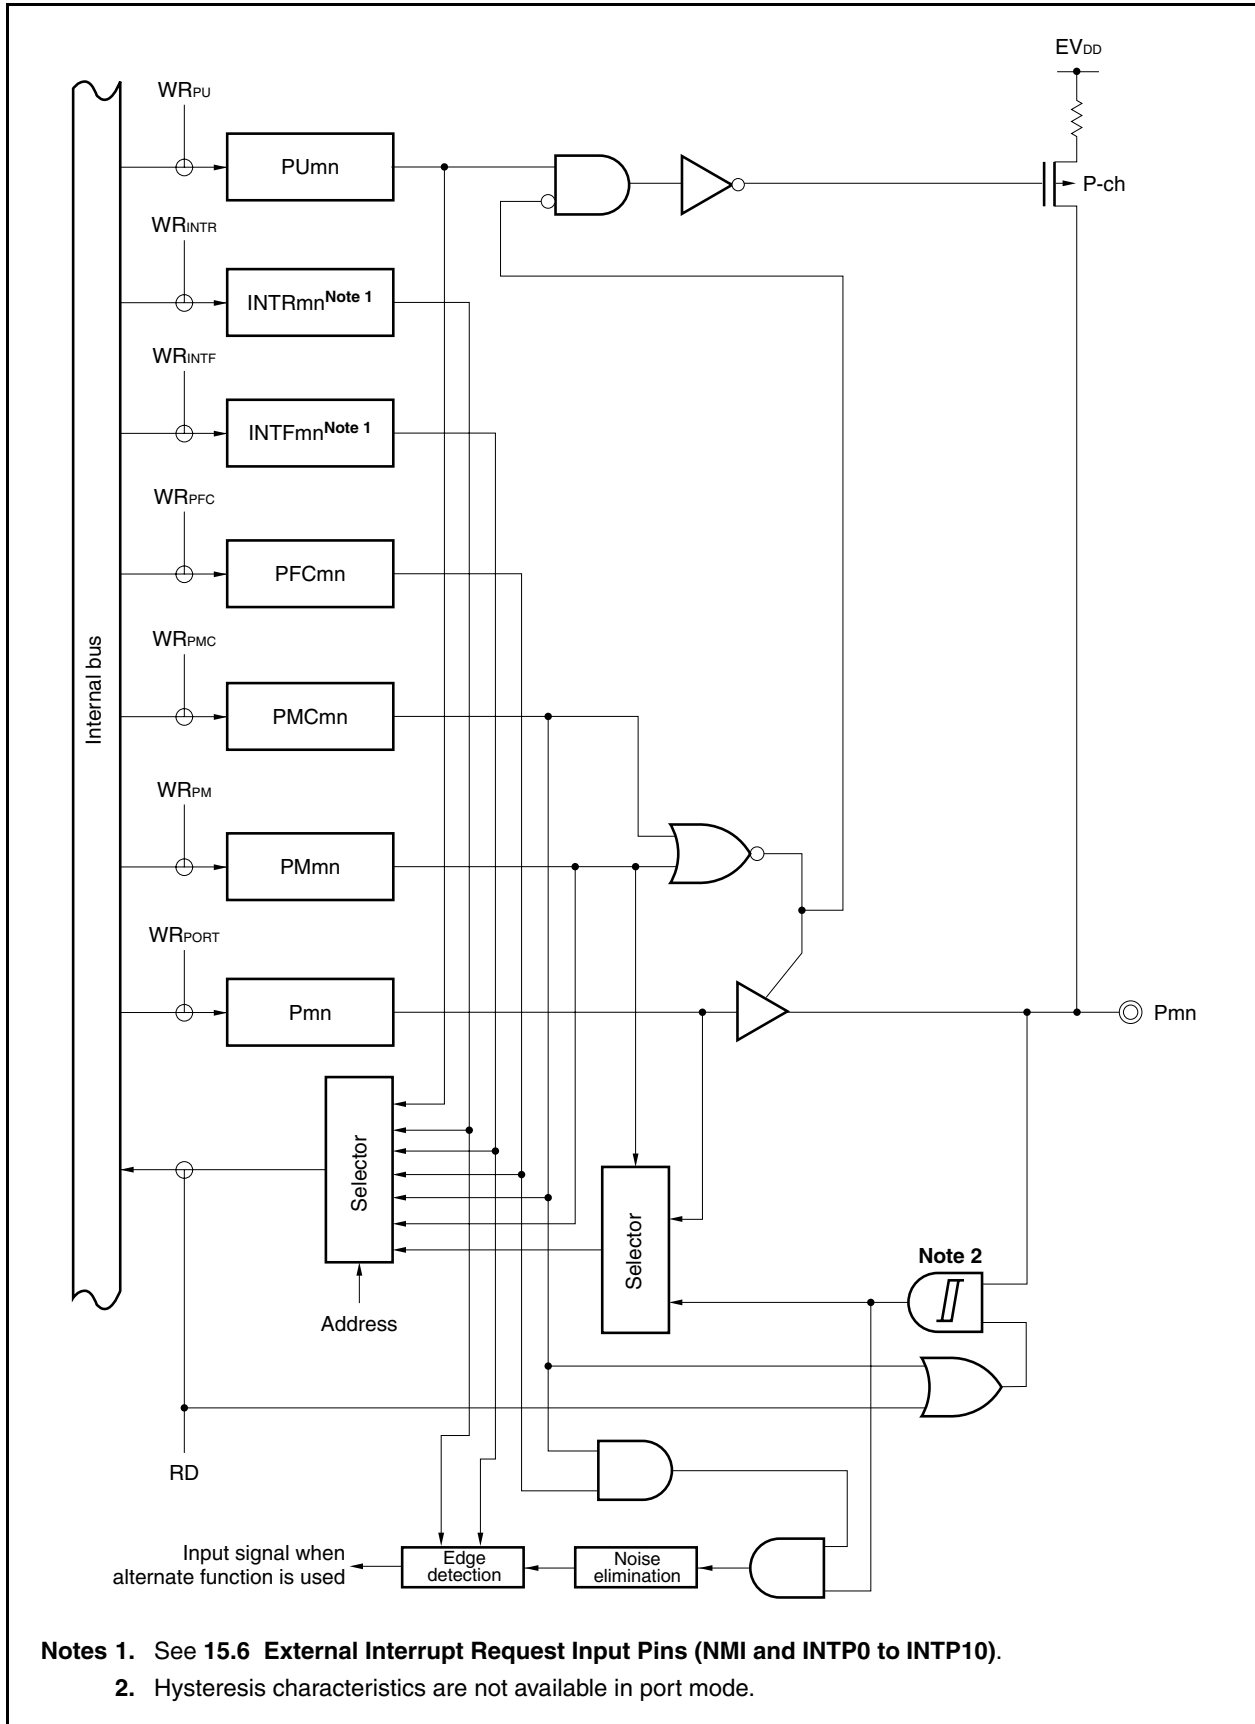 EVDD
WRPU
PUmn
P-ch
WRINTR
INTRmnNote 1
WRINTF
INTFmnNote 1
WRPFC
PFCmn
WRPMC
PMCmn
Internal bus
WRPM
PMmn
WRPORT
Pmn
Pmn
Selector
Selector
Note 2
Address
RD
Input signal when
alternate function is used
Edge
detection
Noise
elimination
Notes 1. See 15.6 External Interrupt Request Input Pins (NMI and INTP0 to INTP10).
2. Hysteresis characteristics are not available in port mode.